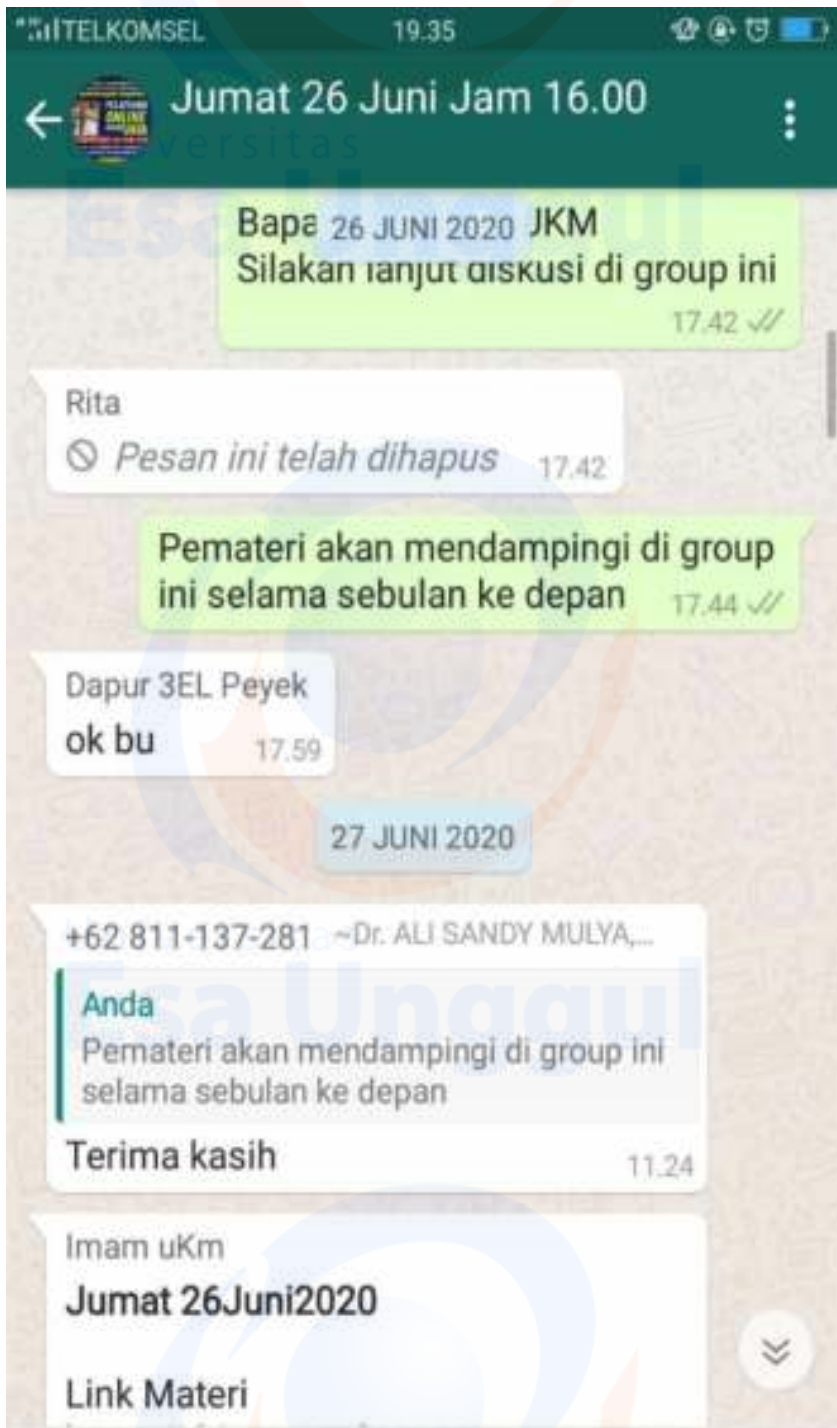 TELKOMSEL 19.35
Jumat 26 Juni Jam 16.00
Universitas
Esa Unggul
26 JUNI 2020
Bapa JKM
Silakan lanjut diskusi di group ini
17.42
Rita
Pesan ini telah dihapus 17.42
Pemateri akan mendampingi di group
ini selama sebulan ke depan 17.44
Dapur 3EL Peyek
ok bu 17.59
27 JUNI 2020
+62 811-137-281 ~Dr. ALI SANDY MULYA,...
Esa Unggul
Anda
Pemateri akan mendampingi di group ini
selama sebulan ke depan
Terima kasih 11.24
Imam uKm
Jumat 26Juni2020
Link Materi